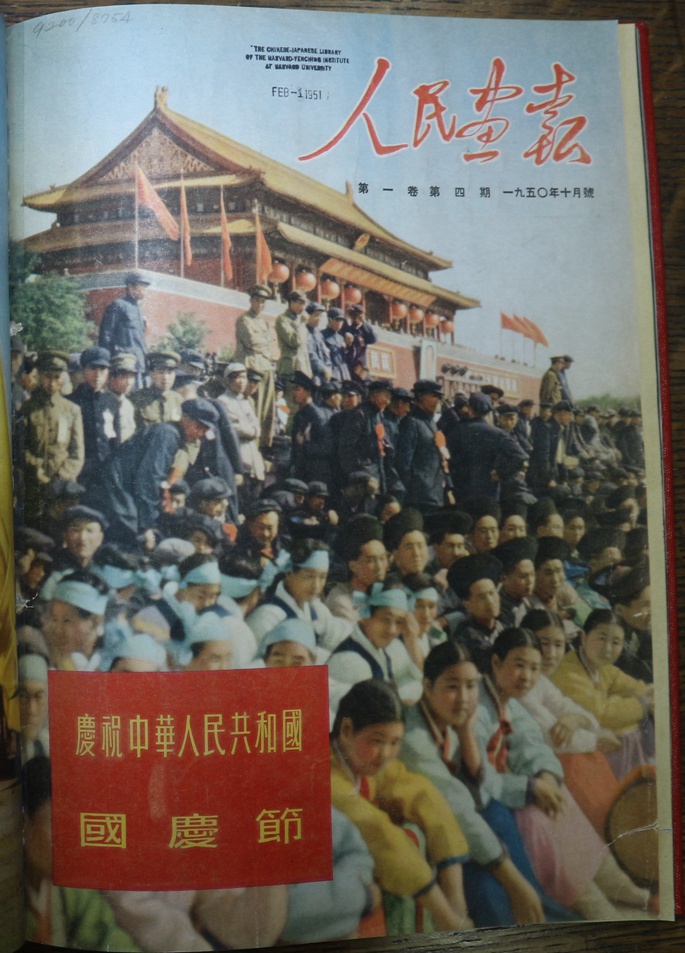 9200/8764
"THE CHINESE-JAPANESE LIBRARY
OF THE HARVARD-YENCHING INSTITUTE
AT HARVARD UNIVERSITY
FEB -1 1951
人民画报
第一卷第四期 一九五〇年十月號
慶祝中華人民共和國
國慶節